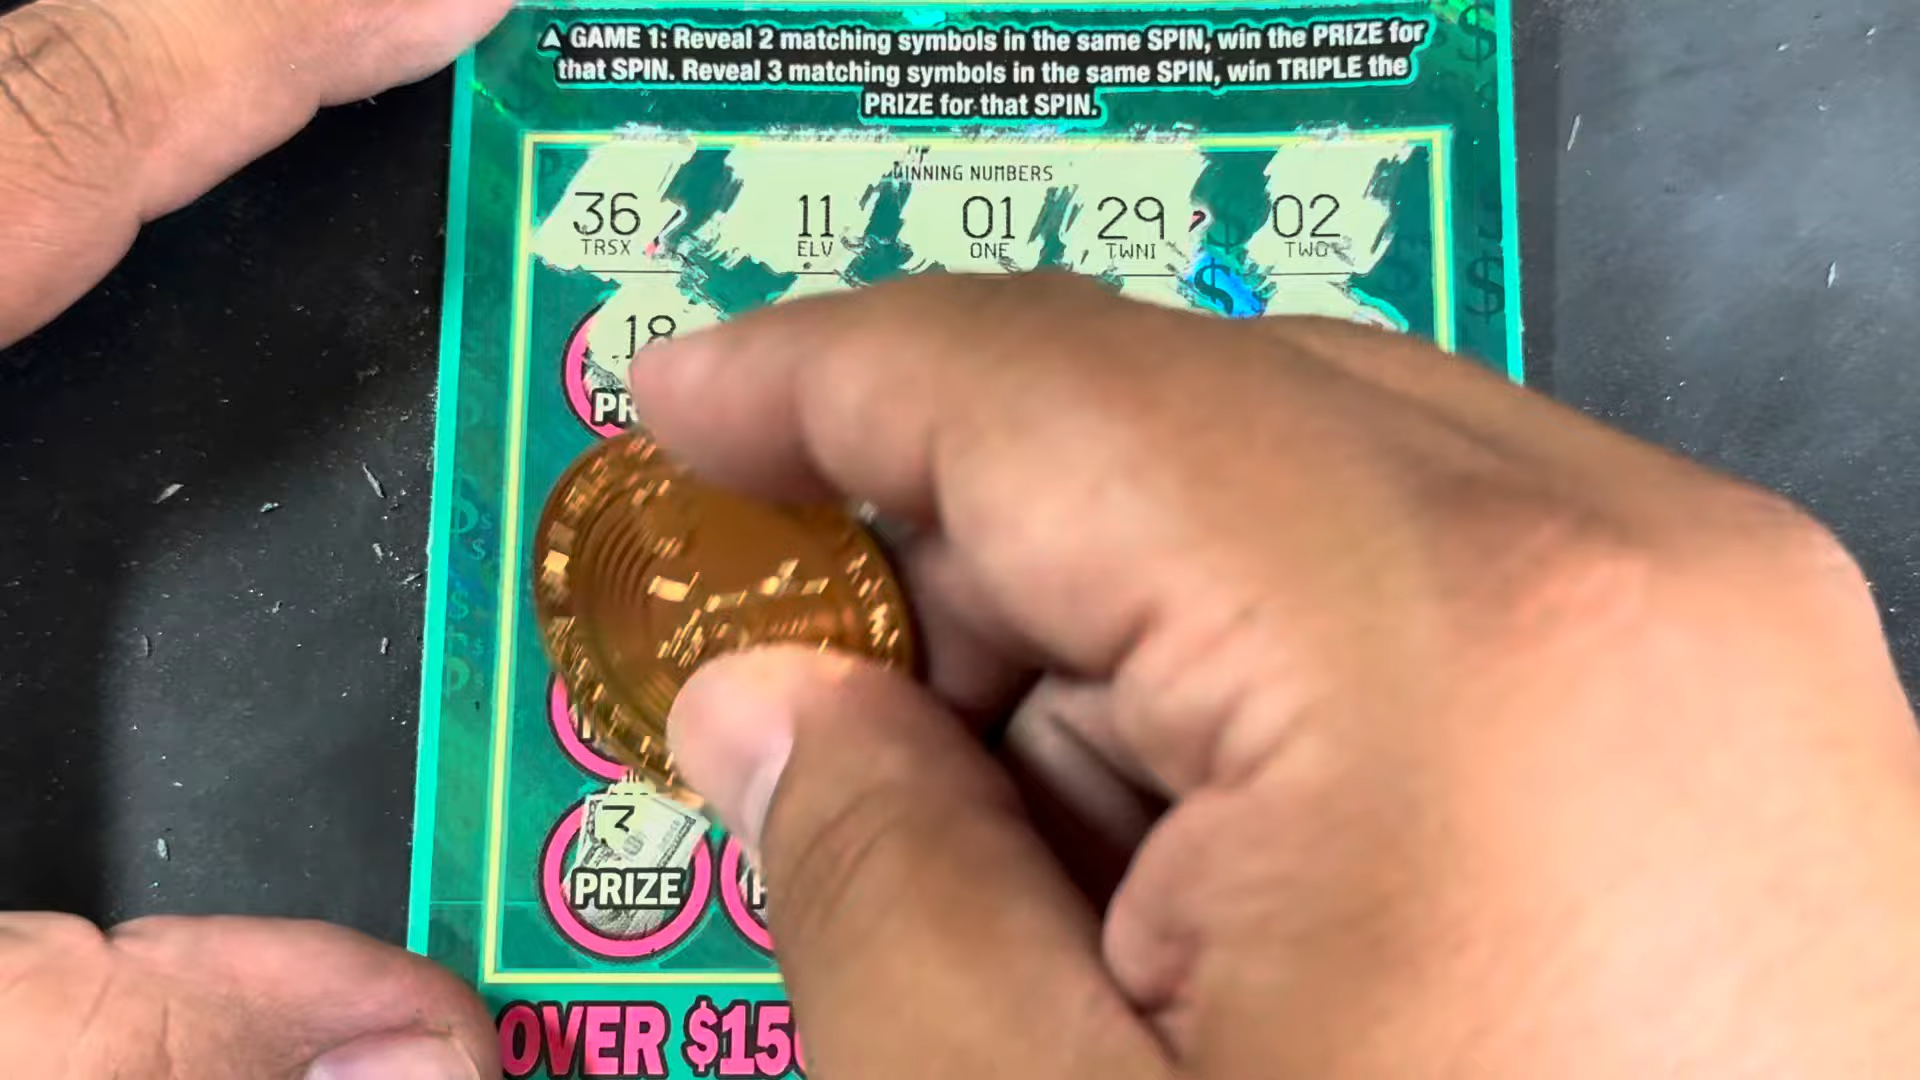 ▲ GAME 1: Reveal 2 matching symbols in the same SPIN, win the PRIZE for
that SPIN. Reveal 3 matching symbols in the same SPIN, win TRIPLE the
PRIZE for that SPIN.
WINNING NUMBERS
36 11 01 29 02
TRSX ELV ONE TWNI TWO
18
PR
3
PRIZE
OVER $15